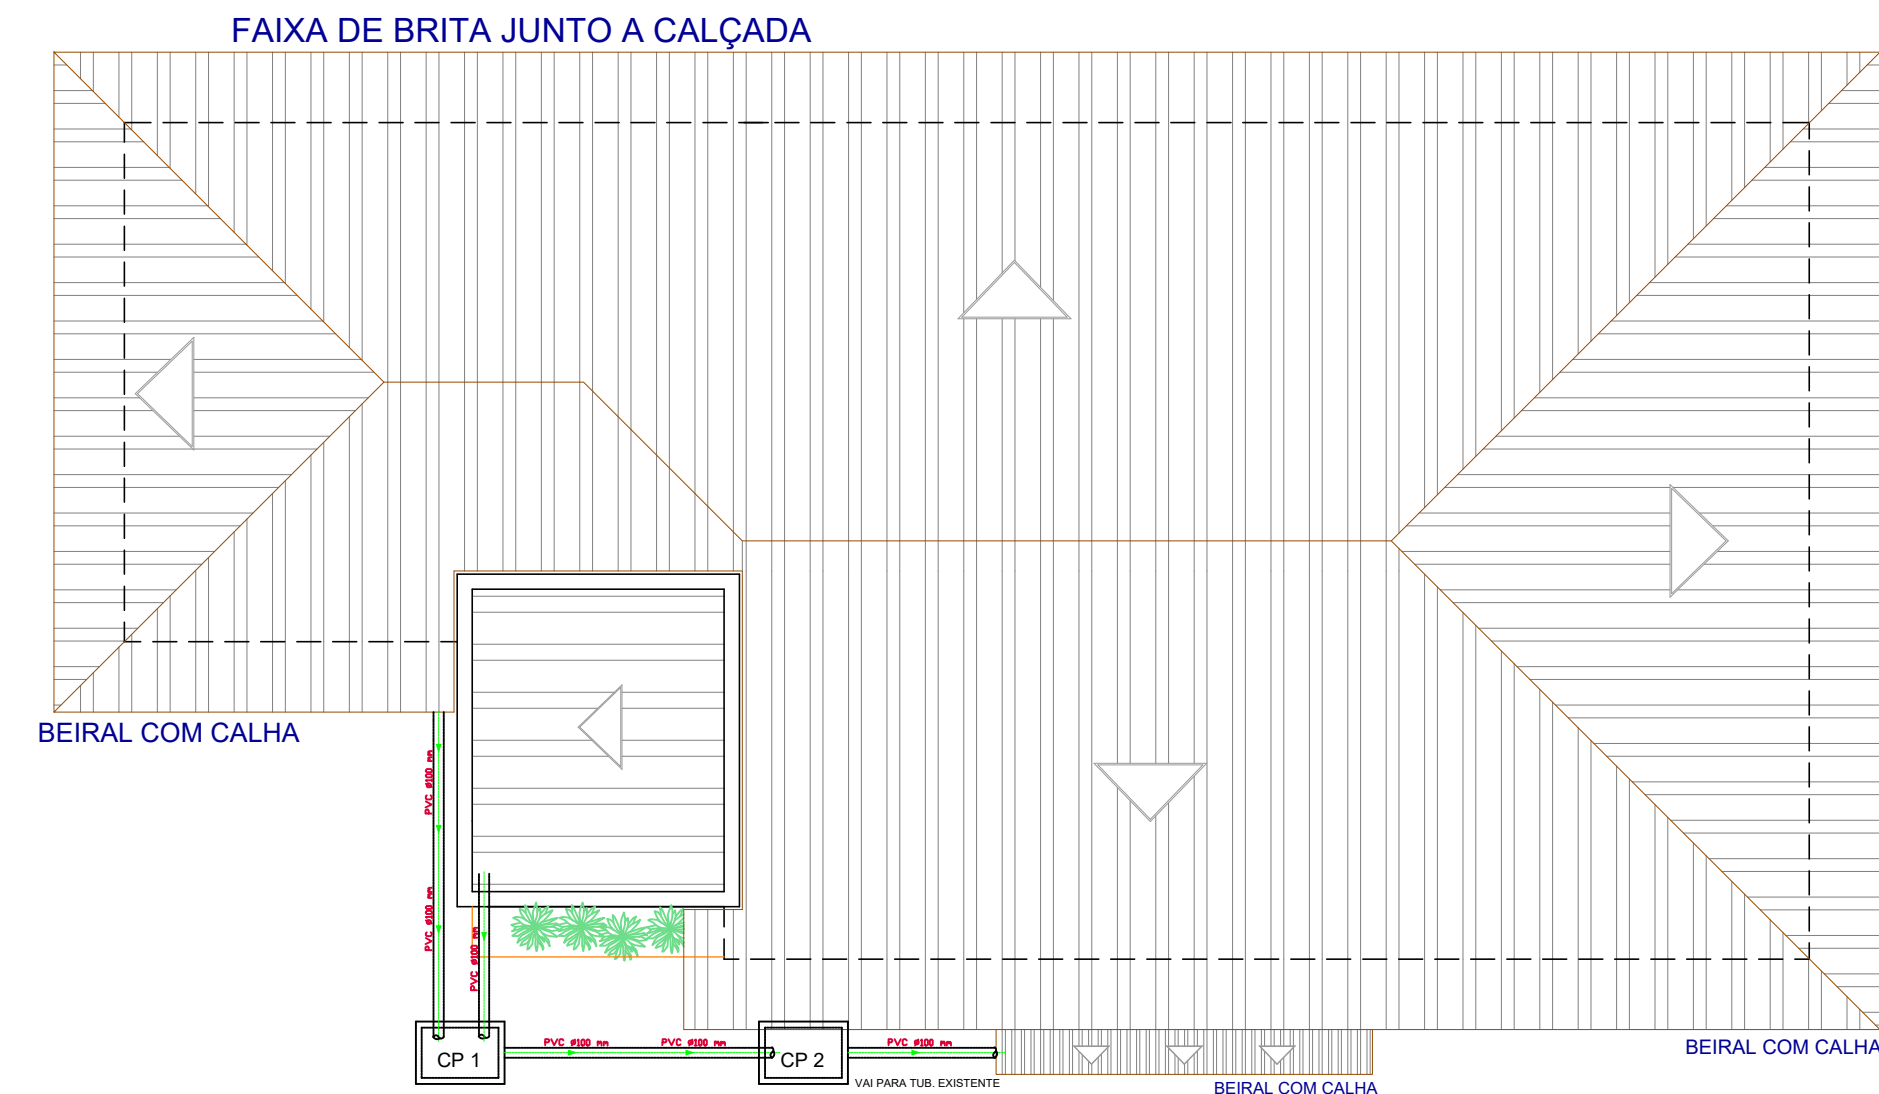 FAIXA DE BRITA JUNTO A CALÇADA
BEIRAL COM CALHA
PVC Ø100 mm
PVC Ø100 mm
PVC Ø100 mm
PVC Ø100 mm
PVC Ø100 mm
PVC Ø100 mm
CP 1
CP 2
VAI PARA TUB. EXISTENTE
BEIRAL COM CALHA
BEIRAL COM CALHA